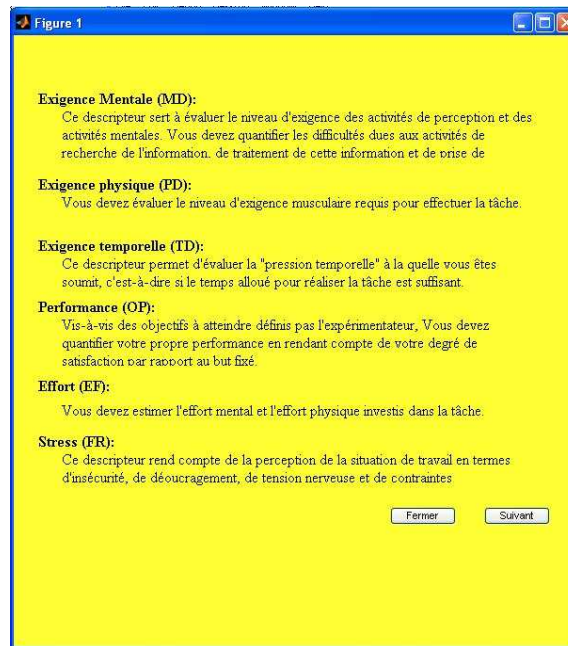 Figure 1
Exigence Mentale (MD):
Ce descripteur sert à évaluer le niveau d'exigence des activités de perception et des
activités mentales. Vous devez quantifier les difficultés dues aux activités de
recherche de l'information, de traitement de cette information et de prise de
Exigence physique (PD):
Vous devez évaluer le niveau d'exigence musculaire requis pour effectuer la tâche.
Exigence temporelle (TD):
Ce descripteur permet d'évaluer la "pression temporelle" à la quelle vous êtes
soumit, c'est-à-dire si le temps alloué pour réaliser la tâche est suffisant.
Performance (OP):
Vis-à-vis des objectifs à atteindre définis pas l'expérimentateur, Vous devez
quantifier votre propre performance en rendant compte de votre degré de
satisfaction par rapport au but fixé.
Effort (EF):
Vous devez estimer l'effort mental et l'effort physique investis dans la tâche.
Stress (FR):
Ce descripteur rend compte de la perception de la situation de travail en termes
d'insécurité, de déoucragement, de tension nerveuse et de contraintes
Fermer
Suivant